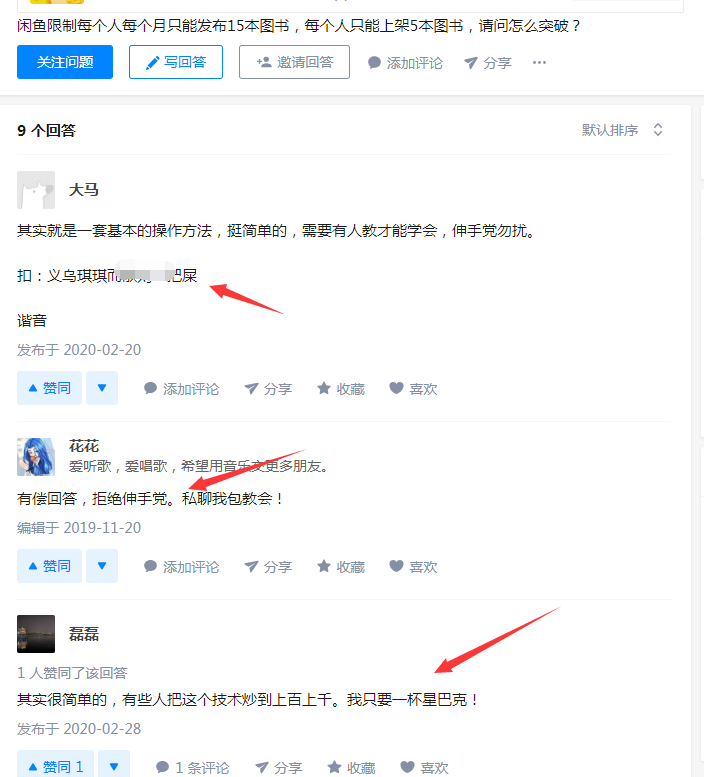 闲鱼限制每个人每个月只能发布15本图书，每个人只能上架5本图书，请问怎么突破？
关注问题 写回答 邀请回答 添加评论 分享 ···
9 个回答 默认排序
大马
其实就是一套基本的操作方法，挺简单的，需要有人教才能学会，伸手党勿扰。
扣：义乌琪琪而 把屎
谐音
发布于 2020-02-20
赞同 添加评论 分享 收藏 喜欢
花花
爱听歌，爱唱歌，希望用音乐交更多朋友。
有偿回答，拒绝伸手党。私聊我包教会！
编辑于 2019-11-20
赞同 添加评论 分享 收藏 喜欢
磊磊
1 人赞同了该回答
其实很简单的，有些人把这个技术炒到上百上千。我只要一杯星巴克！
发布于 2020-02-28
赞同 1 1 条评论 分享 收藏 喜欢